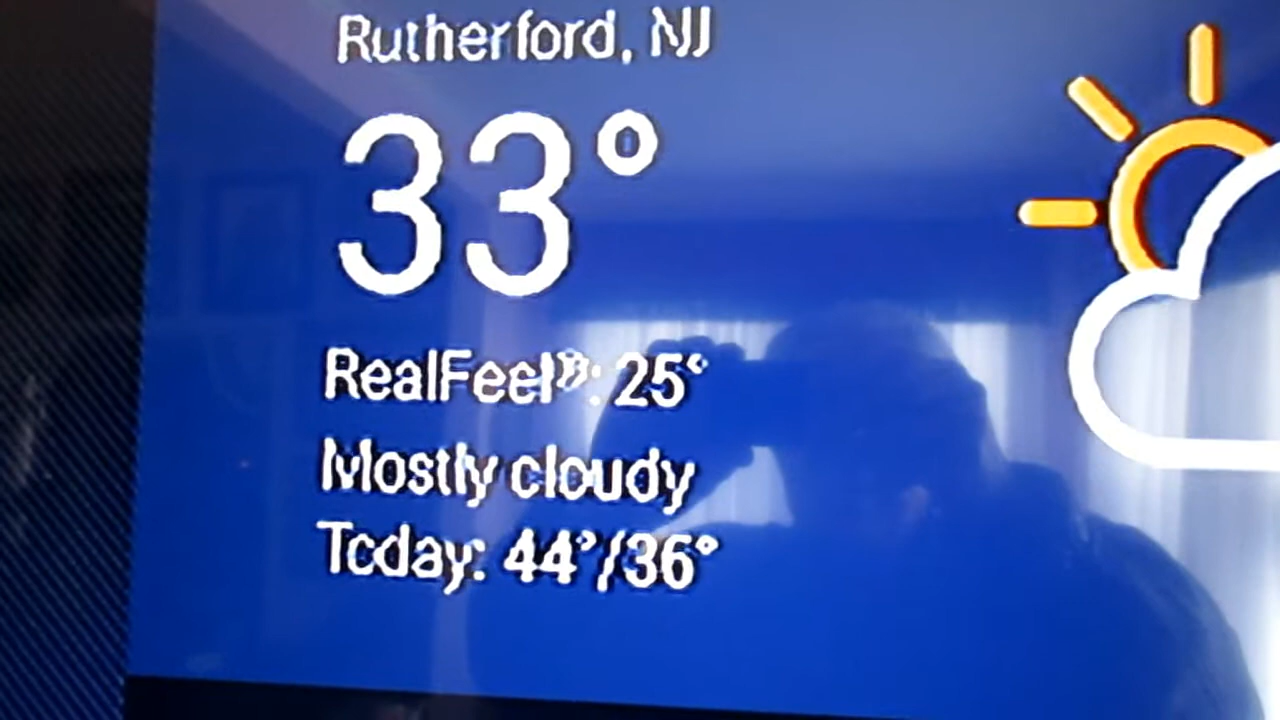 Rutherford, NJ
33°
RealFeel®: 25°
Mostly cloudy
Today: 44°/36°